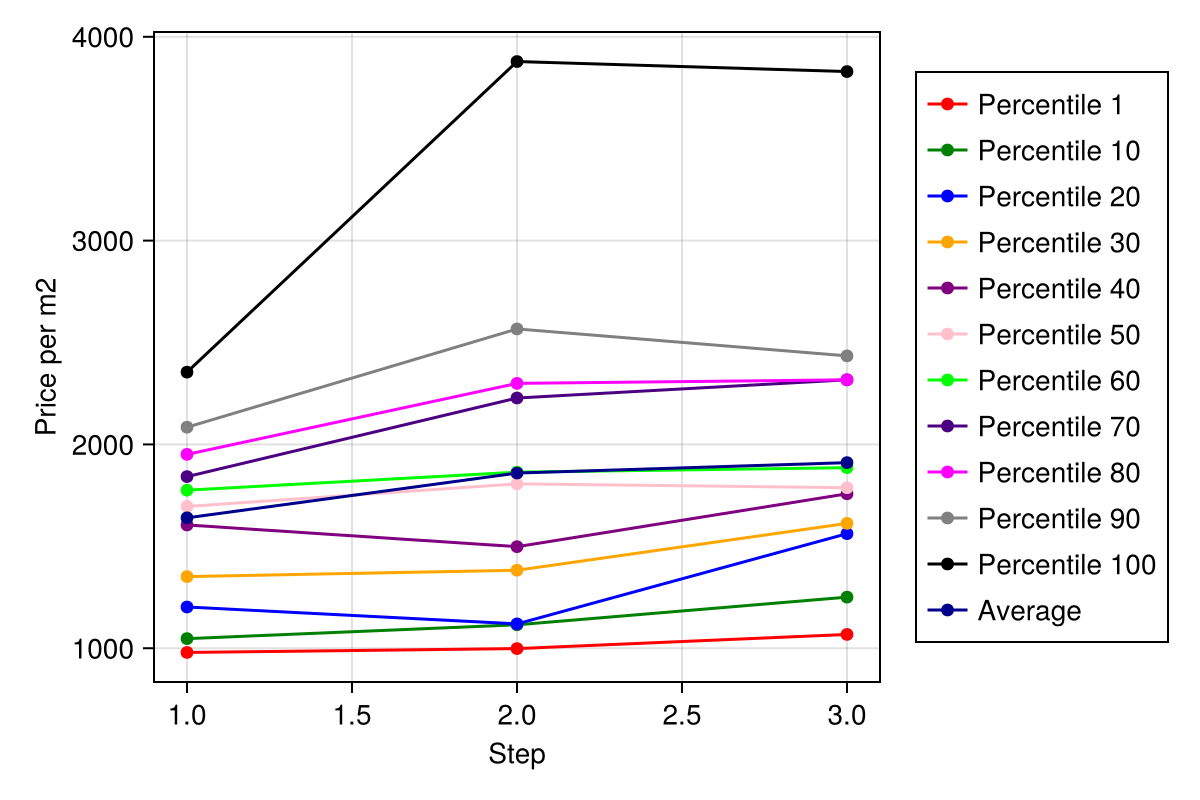 4000
3000
2000
1000
Price per m2
1.0 1.5 2.0 2.5 3.0
Step
Percentile 1
Percentile 10
Percentile 20
Percentile 30
Percentile 40
Percentile 50
Percentile 60
Percentile 70
Percentile 80
Percentile 90
Percentile 100
Average